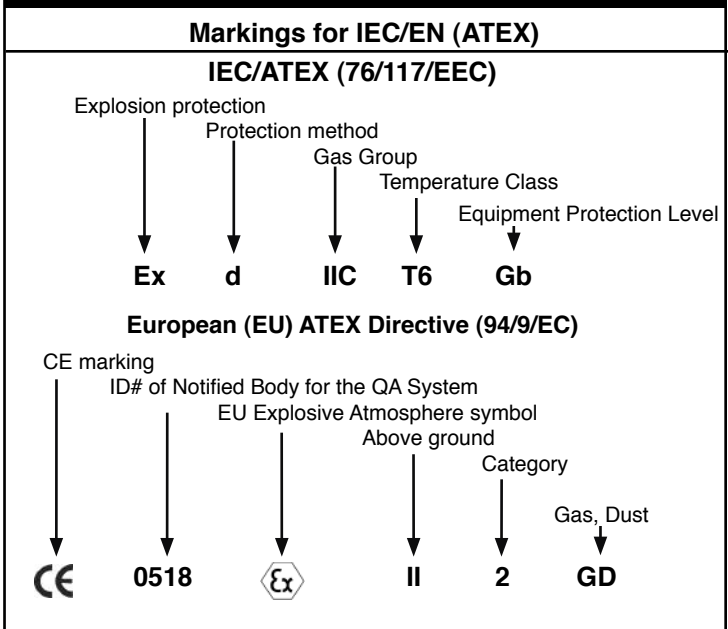 Markings for IEC/EN (ATEX)
IEC/ATEX (76/117/EEC)
Explosion protection
Protection method
Gas Group
Temperature Class
Equipment Protection Level
Ex d IIC T6 Gb
European (EU) ATEX Directive (94/9/EC)
CE marking
ID# of Notified Body for the QA System
EU Explosive Atmosphere symbol
Above ground
Category
Gas, Dust
CE 0518 Ex II 2 GD